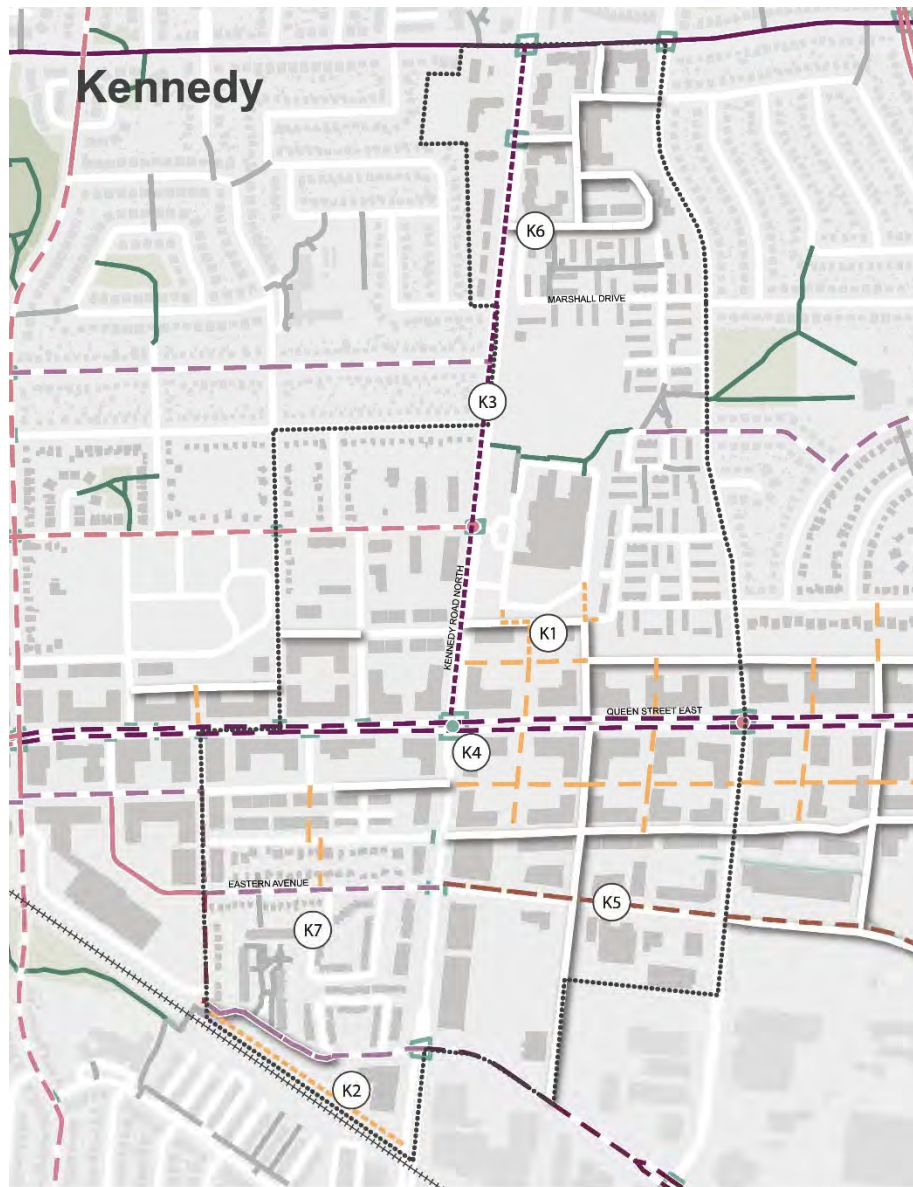 Kennedy
K6
MARSHALL DRIVE
K3
KENNEDY ROAD NORTH
K1
QUEEN STREET EAST
K4
EASTERN AVENUE
K5
K7
K2